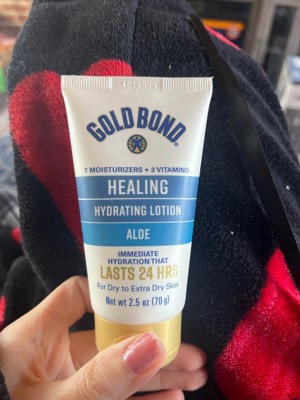 GOLD BOND
7 MOISTURIZERS + 3 VITAMINS
HEALING
HYDRATING LOTION
ALOE
IMMEDIATE
HYDRATION THAT
LASTS 24 HRS
For Dry to Extra Dry Skin
Net wt 2.5 oz (70 g)